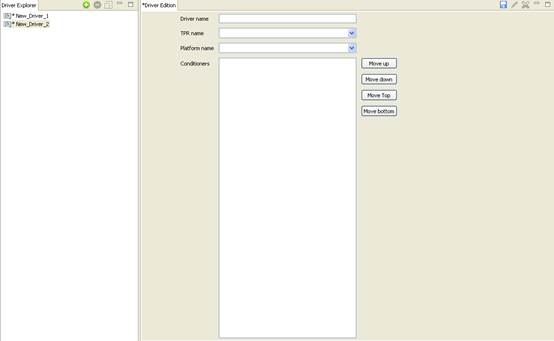 Driver Explorer
* New_Driver_1
* New_Driver_2
*Driver Edition
Driver name
TPR name
Platform name
Conditioners
Move up
Move down
Move Top
Move bottom